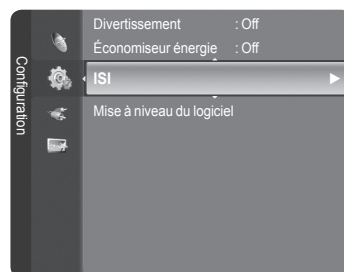 Configuration
Divertissement : Off
Économiseur énergie : Off
ISI
Mise à niveau du logiciel